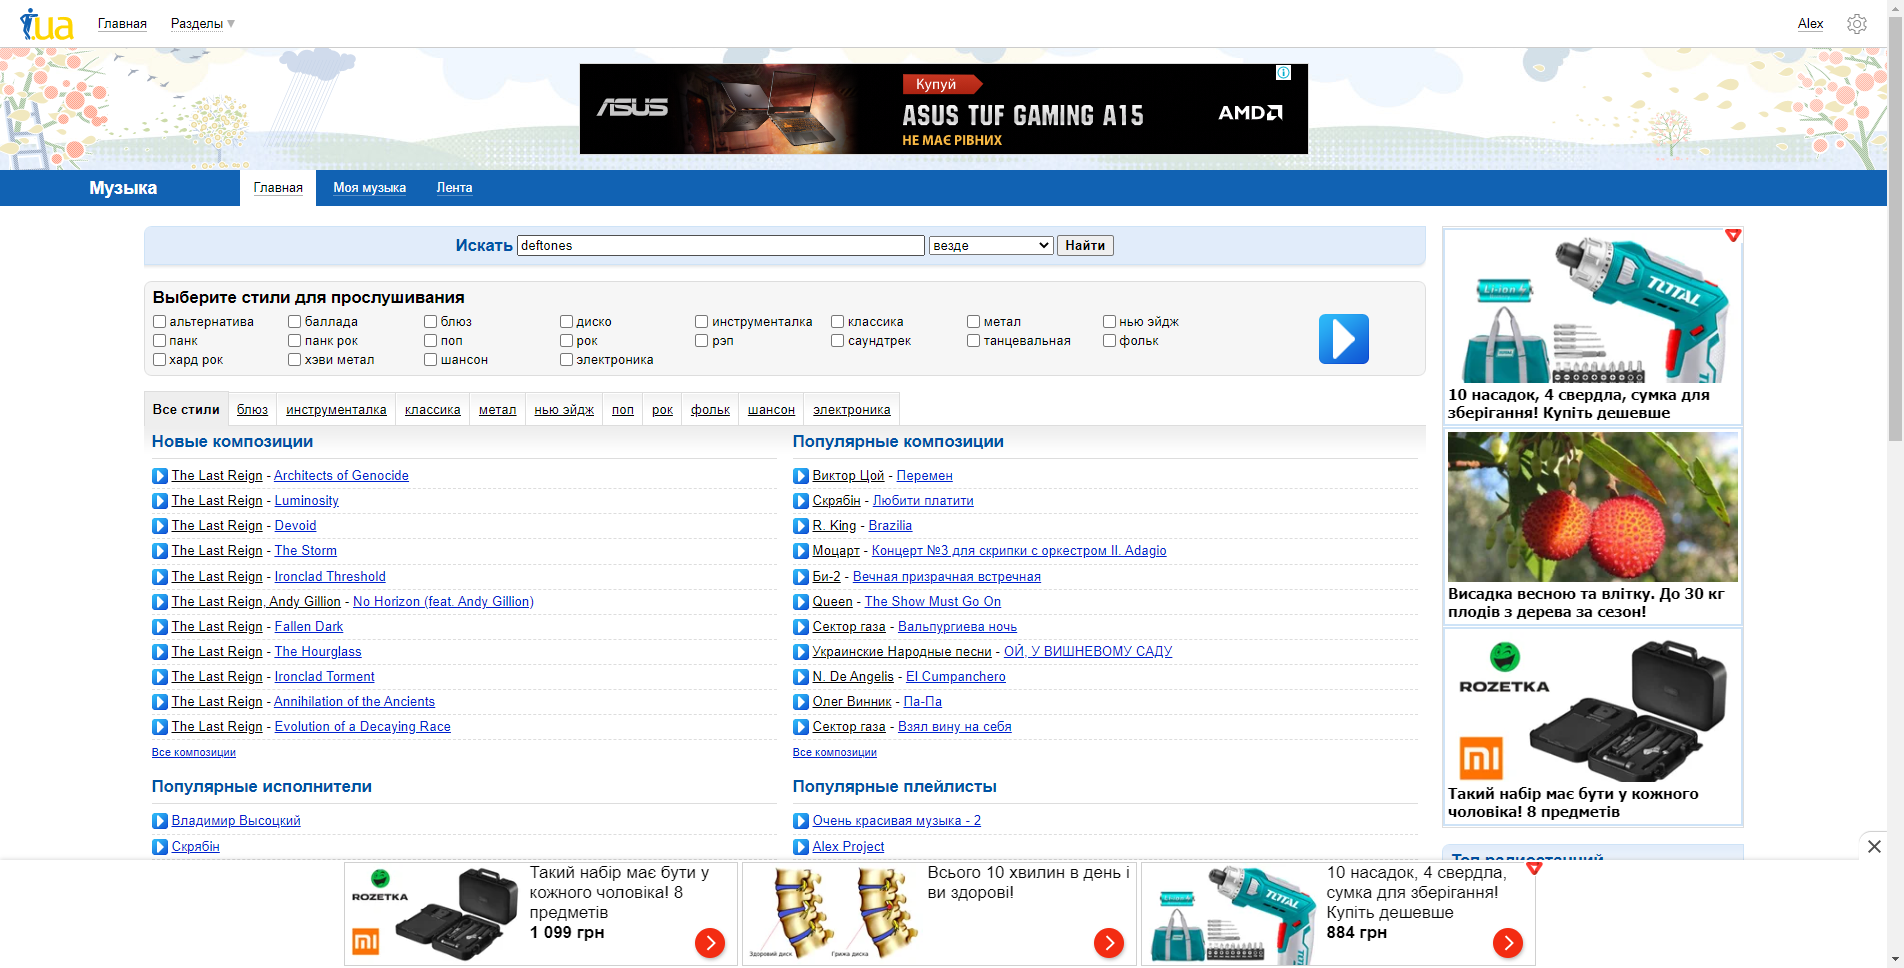 .ua
Главная
Разделы
Alex
ASUS
Купуй
ASUS TUF GAMING A15
НЕ МАЄ РІВНИХ
AMD
Музыка
Главная
Моя музыка
Лента
Искать
deftones
везде
Найти
Выберите стили для прослушивания
альтернатива
баллада
блюз
диско
инструменталка
классика
метал
нью эйдж
панк
панк рок
поп
рок
рэп
саундтрек
танцевальная
фольк
хард рок
хэви метал
шансон
электроника
Все стили
блюз
инструменталка
классика
метал
нью эйдж
поп
рок
фольк
шансон
электроника
Новые композиции
The Last Reign - Architects of Genocide
The Last Reign - Luminosity
The Last Reign - Devoid
The Last Reign - The Storm
The Last Reign - Ironclad Threshold
The Last Reign, Andy Gillion - No Horizon (feat. Andy Gillion)
The Last Reign - Fallen Dark
The Last Reign - The Hourglass
The Last Reign - Ironclad Torment
The Last Reign - Annihilation of the Ancients
The Last Reign - Evolution of a Decaying Race
Все композиции
Популярные композиции
Виктор Цой - Перемен
Скрябін - Любити платити
R. King - Brazilia
Моцарт - Концерт №3 для скрипки с оркестром II. Adagio
Би-2 - Вечная призрачная встречная
Queen - The Show Must Go On
Сектор газа - Вальпургиева ночь
Украинские Народные песни - ОЙ, У ВИШНЕВОМУ САДУ
N. De Angelis - El Cumpanchero
Олег Винник - Па-Па
Сектор газа - Взял вину на себя
Все композиции
Популярные исполнители
Владимир Высоцкий
Скрябін
Популярные плейлисты
Очень красивая музыка - 2
Alex Project
Li-ion
TOTAL
10 насадок, 4 свердла, сумка для
зберігання! Купіть дешевше
Висадка весною та влітку. До 30 кг
плодів з дерева за сезон!
ROZETKA
Такий набір має бути у кожного
чоловіка! 8 предметів
Топ радиостанций
ROZETKA
Такий набір має бути у
кожного чоловіка! 8
предметів
1 099 грн
Здоровий диск
Грижа диска
Всього 10 хвилин в день і
ви здорові!
TOTAL
10 насадок, 4 свердла,
сумка для зберігання!
Купіть дешевше
884 грн